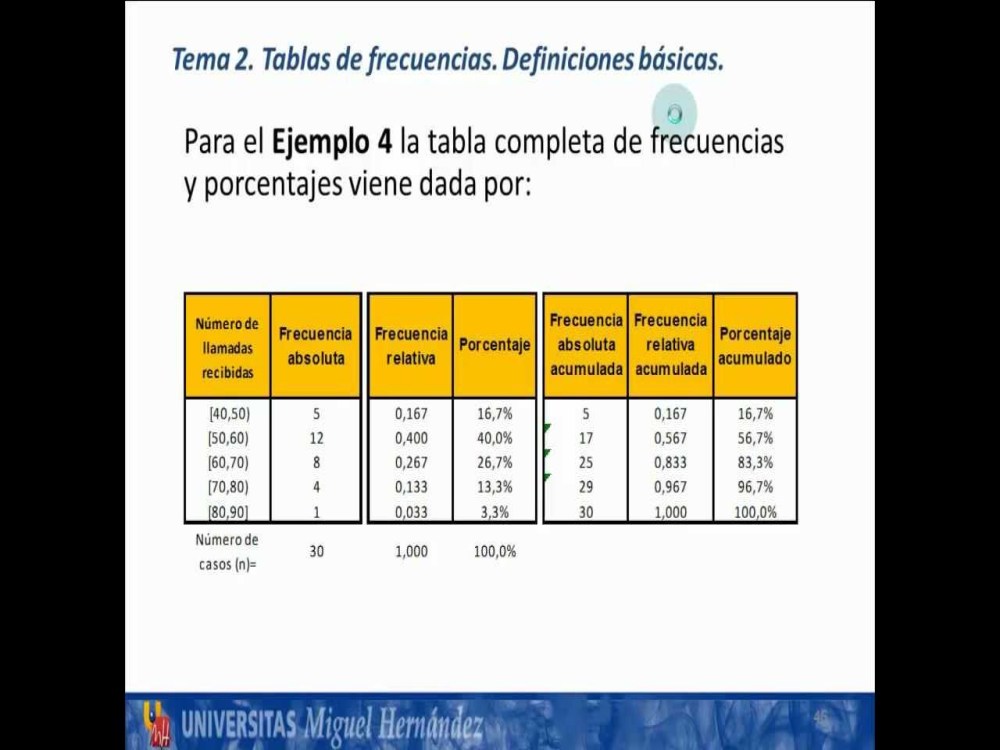 Tema 2. Tablas de frecuencias. Definiciones básicas.
Para el Ejemplo 4 la tabla completa de frecuencias
y porcentajes viene dada por:
Número de llamadas recibidas | Frecuencia absoluta | Frecuencia relativa | Porcentaje | Frecuencia absoluta acumulada | Frecuencia relativa acumulada | Porcentaje acumulado
[40,50) 5 0,167 16,7% 5 0,167 16,7%
[50,60) 12 0,400 40,0% 17 0,567 56,7%
[60,70) 8 0,267 26,7% 25 0,833 83,3%
[70,80) 4 0,133 13,3% 29 0,967 96,7%
[80,90] 1 0,033 3,3% 30 1,000 100,0%
Número de casos (n)= 30 1,000 100,0%
UNIVERSITAS Miguel Hernández